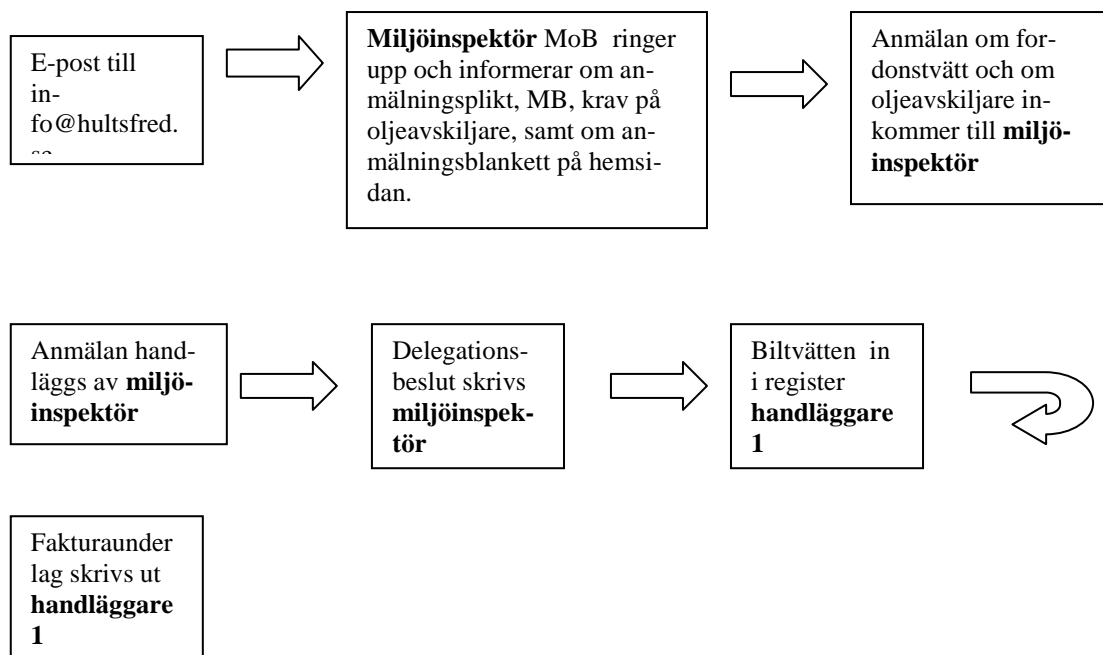 E-post till
in-
fo@hultsfred.
se
Miljöinspektör MoB ringer
upp och informerar om an-
mälningsplikt, MB, krav på
oljeavskiljare, samt om an-
mälningsblankett på hemsi-
dan.
Anmälan om for-
donstvätt och om
oljeavskiljare in-
kommer till miljö-
inspektör
Anmälan hand-
läggs av miljö-
inspektör
Delegations-
beslut skrivs
miljöinspek-
tör
Biltvätten in
i register
handläggare
1
Fakturaunder
lag skrivs ut
handläggare
1